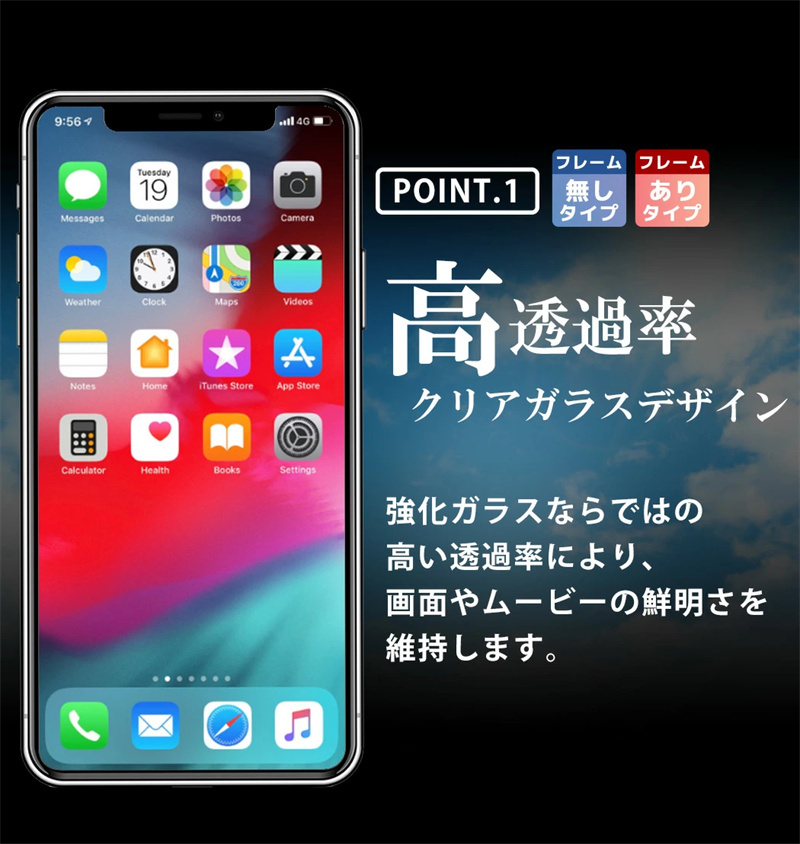 9:56
4G
Tuesday
19
Messages
Calendar
Photos
Camera
280
Weather
Clock
Maps
Videos
Notes
Home
iTunes Store
App Store
Calculator
Health
Books
Settings
POINT.1
フレーム
無し
タイプ
フレーム
あり
タイプ
高透過率
クリアガラスデザイン
強化ガラスならではの
高い透過率により、
画面やムービーの鮮明さを
維持します。